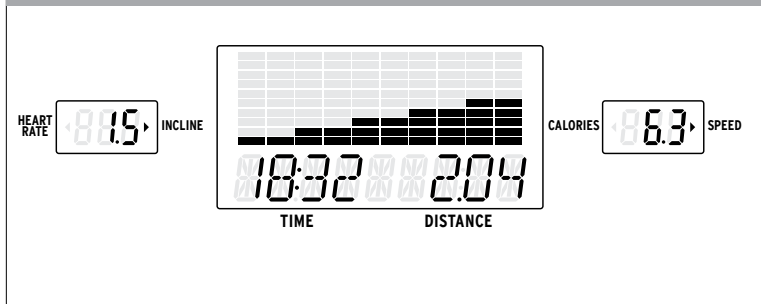 HEART
RATE
1.5
INCLINE
CALORIES
6.3
SPEED
18:32
2.04
TIME
DISTANCE